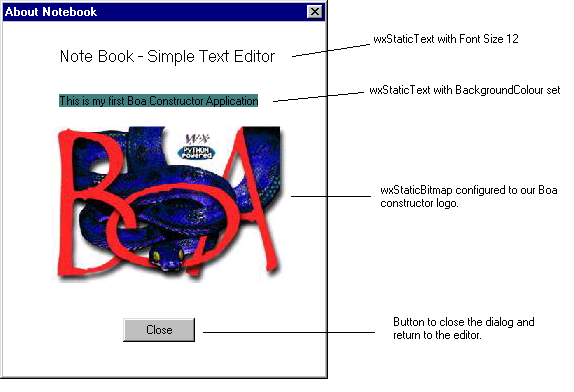 About Notebook
Note Book - Simple Text Editor
wxStaticText with Font Size 12
This is my first Boa Constructor Application
wxStaticText with BackgroundColour set
WX
PYTHON
POWERED
BOA
wxStaticBitmap configured to our Boa
constructor logo.
Close
Button to close the dialog and
return to the editor.